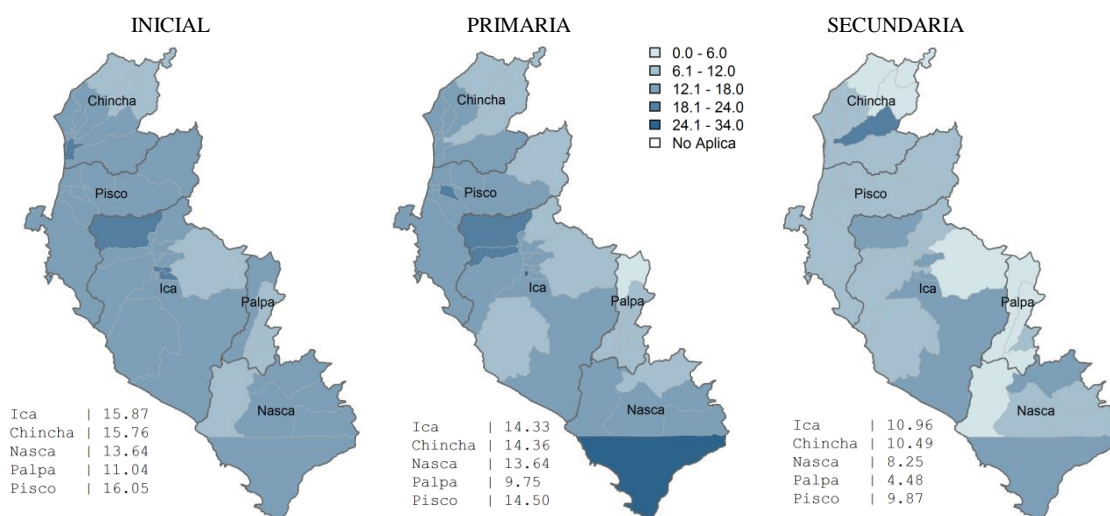 INICIAL
Chincha
Pisco
Ica
Palpa
Nasca
Ica | 15.87
Chincha | 15.76
Nasca | 13.64
Palpa | 11.04
Pisco | 16.05
PRIMARIA
0.0 - 6.0
6.1 - 12.0
12.1 - 18.0
18.1 - 24.0
24.1 - 34.0
No Aplica
Chincha
Pisco
Ica
Palpa
Nasca
Ica | 14.33
Chincha | 14.36
Nasca | 13.64
Palpa | 9.75
Pisco | 14.50
SECUNDARIA
Chincha
Pisco
Ica
Palpa
Nasca
Ica | 10.96
Chincha | 10.49
Nasca | 8.25
Palpa | 4.48
Pisco | 9.87